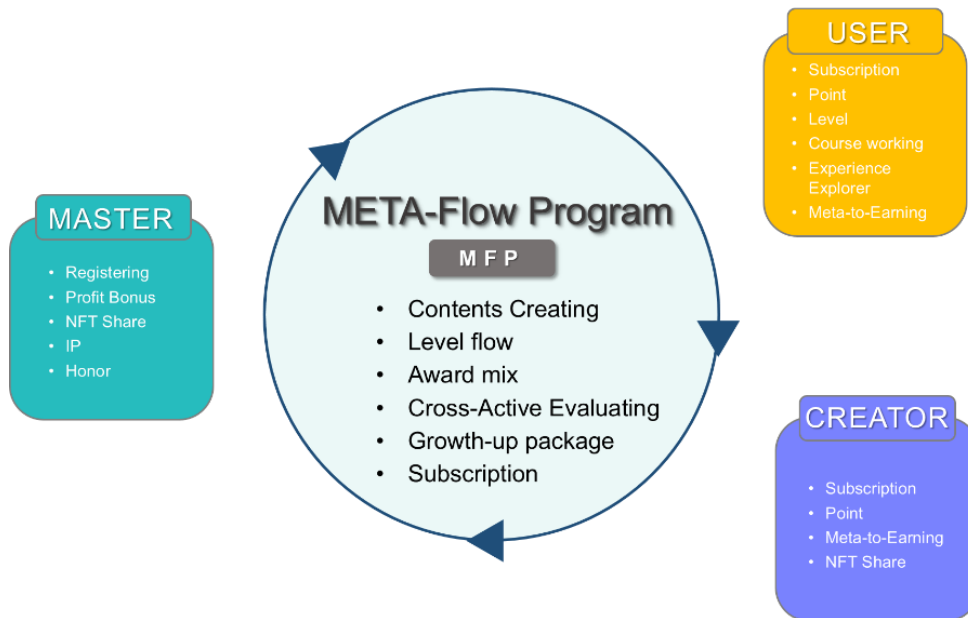 USER
• Subscription
• Point
• Level
• Course working
• Experience
Explorer
• Meta-to-Earning
MASTER
• Registering
• Profit Bonus
• NFT Share
• IP
• Honor
META-Flow Program
MFP
• Contents Creating
• Level flow
• Award mix
• Cross-Active Evaluating
• Growth-up package
• Subscription
CREATOR
• Subscription
• Point
• Meta-to-Earning
• NFT Share